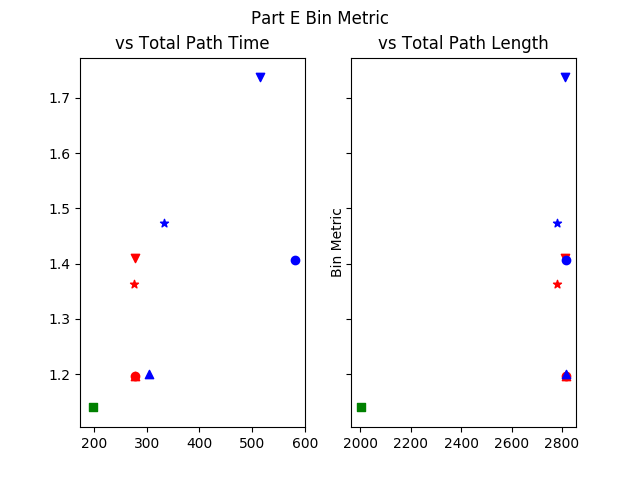 Part E Bin Metric
vs Total Path Time
vs Total Path Length
1.7
1.6
1.5
1.4
1.3
1.2
Bin Metric
200 300 400 500 600
2000 2200 2400 2600 2800